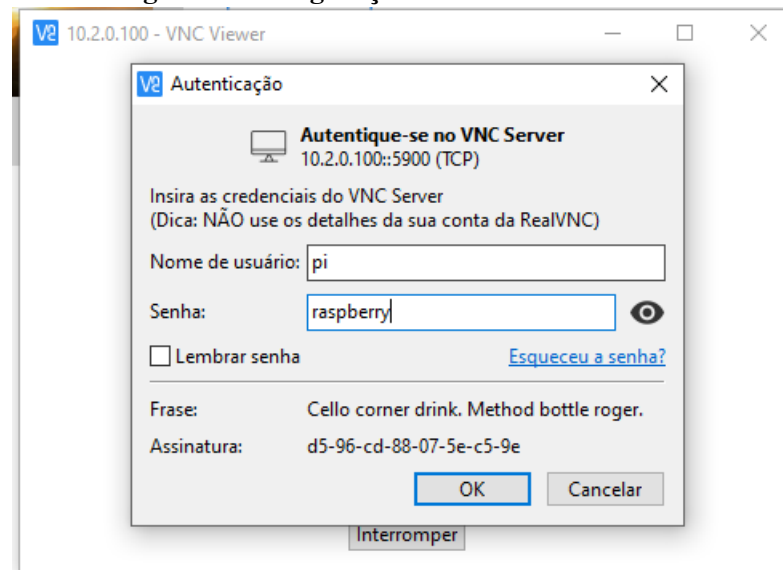 10.2.0.100 - VNC Viewer
Autenticação
Autentique-se no VNC Server
10.2.0.100::5900 (TCP)
Insira as credenciais do VNC Server
(Dica: NÃO use os detalhes da sua conta da RealVNC)
Nome de usuário: pi
Senha: raspberry
Lembrar senha Esqueceu a senha?
Frase: Cello corner drink. Method bottle roger.
Assinatura: d5-96-cd-88-07-5e-c5-9e
OK Cancelar
Interromper